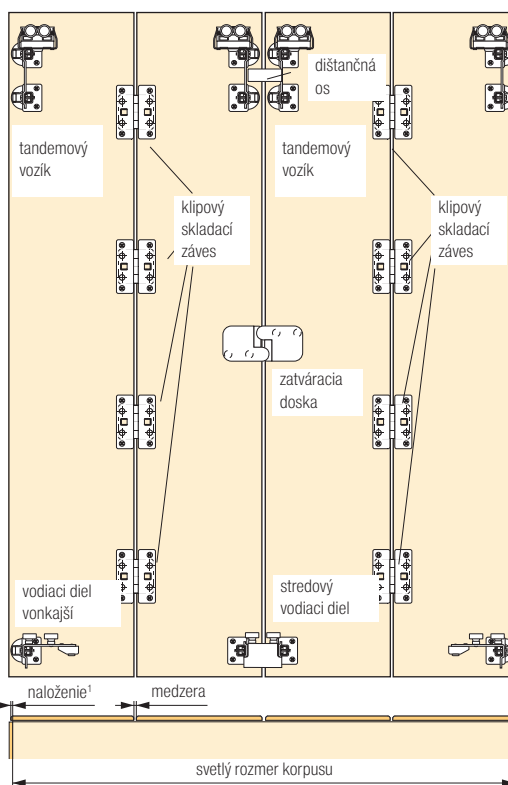 dištančná
os
tandemový
vozík
tandemový
vozík
klipový
skladací
záves
klipový
skladací
záves
zatváracia
doska
vodiaci diel
vonkajší
stredový
vodiaci diel
naloženie¹
medzera
svetlý rozmer korpusu